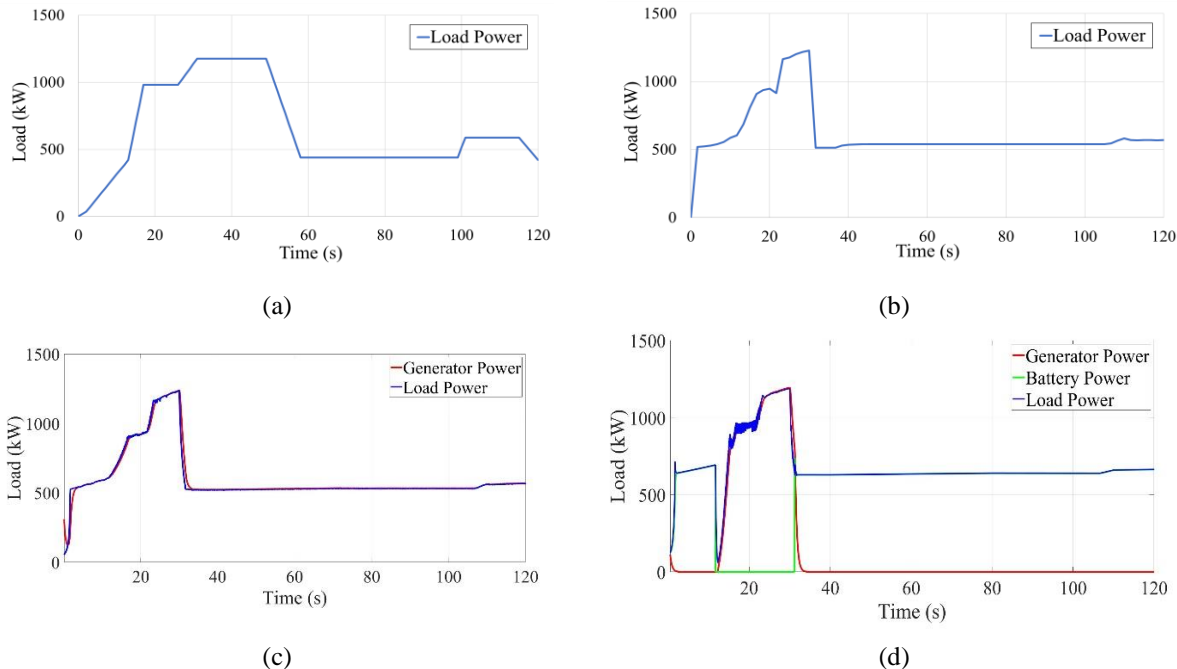 1500
Load Power
1000
Load (kW)
500
0
0 20 40 60 80 100 120
Time (s)
(a)
1500
Load Power
1000
Load (kW)
500
0
0 20 40 60 80 100 120
Time (s)
(b)
1500
Generator Power
Load Power
1000
Load (kW)
500
0
20 40 60 80 100 120
Time (s)
(c)
1500
Generator Power
Battery Power
Load Power
1000
Load (kW)
500
0
20 40 60 80 100 120
Time (s)
(d)